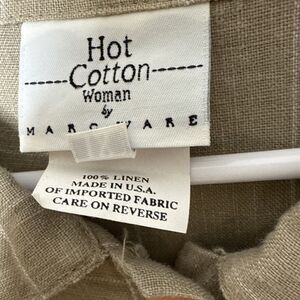 Hot
Cotton
Woman
by
MARC WARE
100% LINEN
MADE IN U.S.A.
OF IMPORTED FABRIC
CARE ON REVERSE